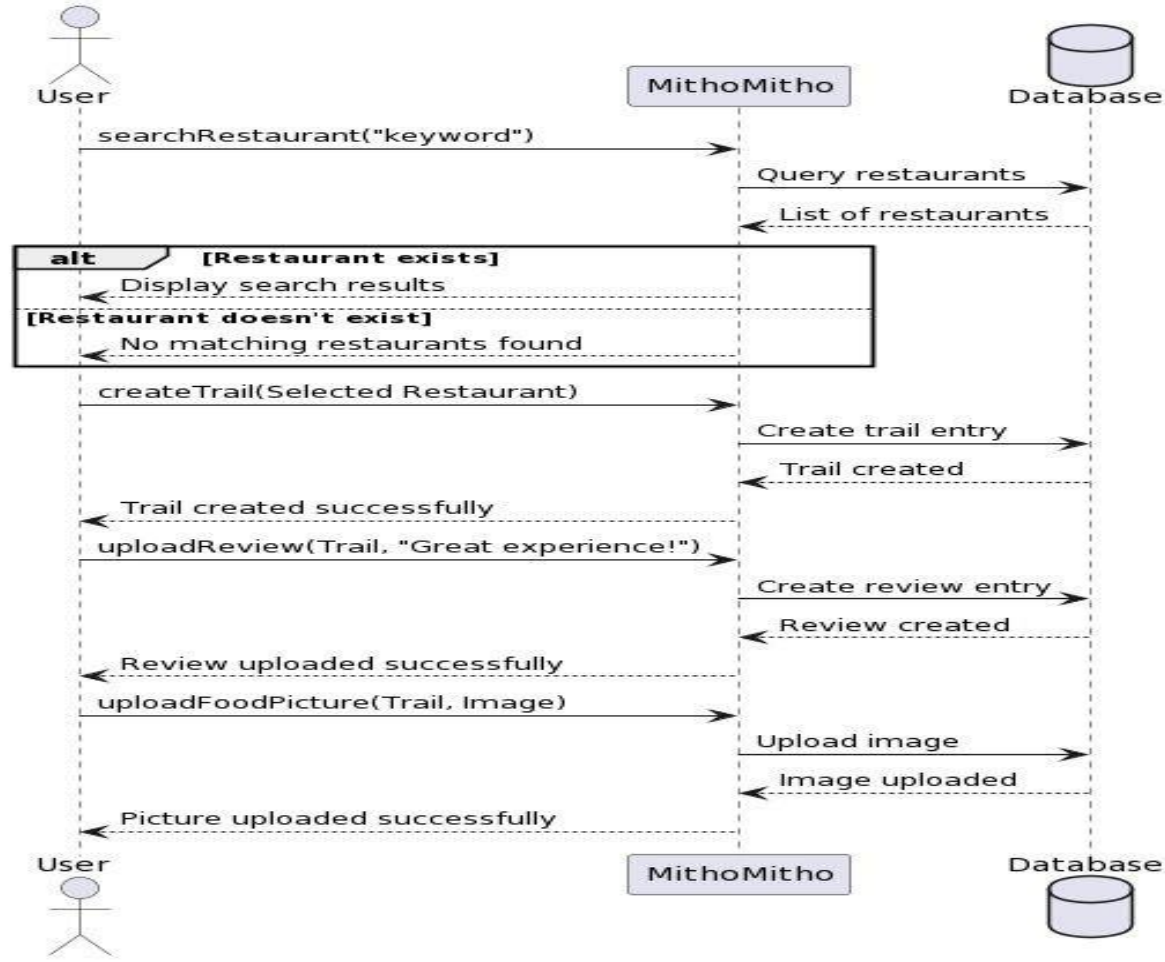 User
MithoMitho
Database
searchRestaurant("keyword")
Query restaurants
List of restaurants
alt [Restaurant exists]
Display search results
[Restaurant doesn't exist]
No matching restaurants found
createTrail(Selected Restaurant)
Create trail entry
Trail created
Trail created successfully
uploadReview(Trail, "Great experience!")
Create review entry
Review created
Review uploaded successfully
uploadFoodPicture(Trail, Image)
Upload image
Image uploaded
Picture uploaded successfully
User
MithoMitho
Database